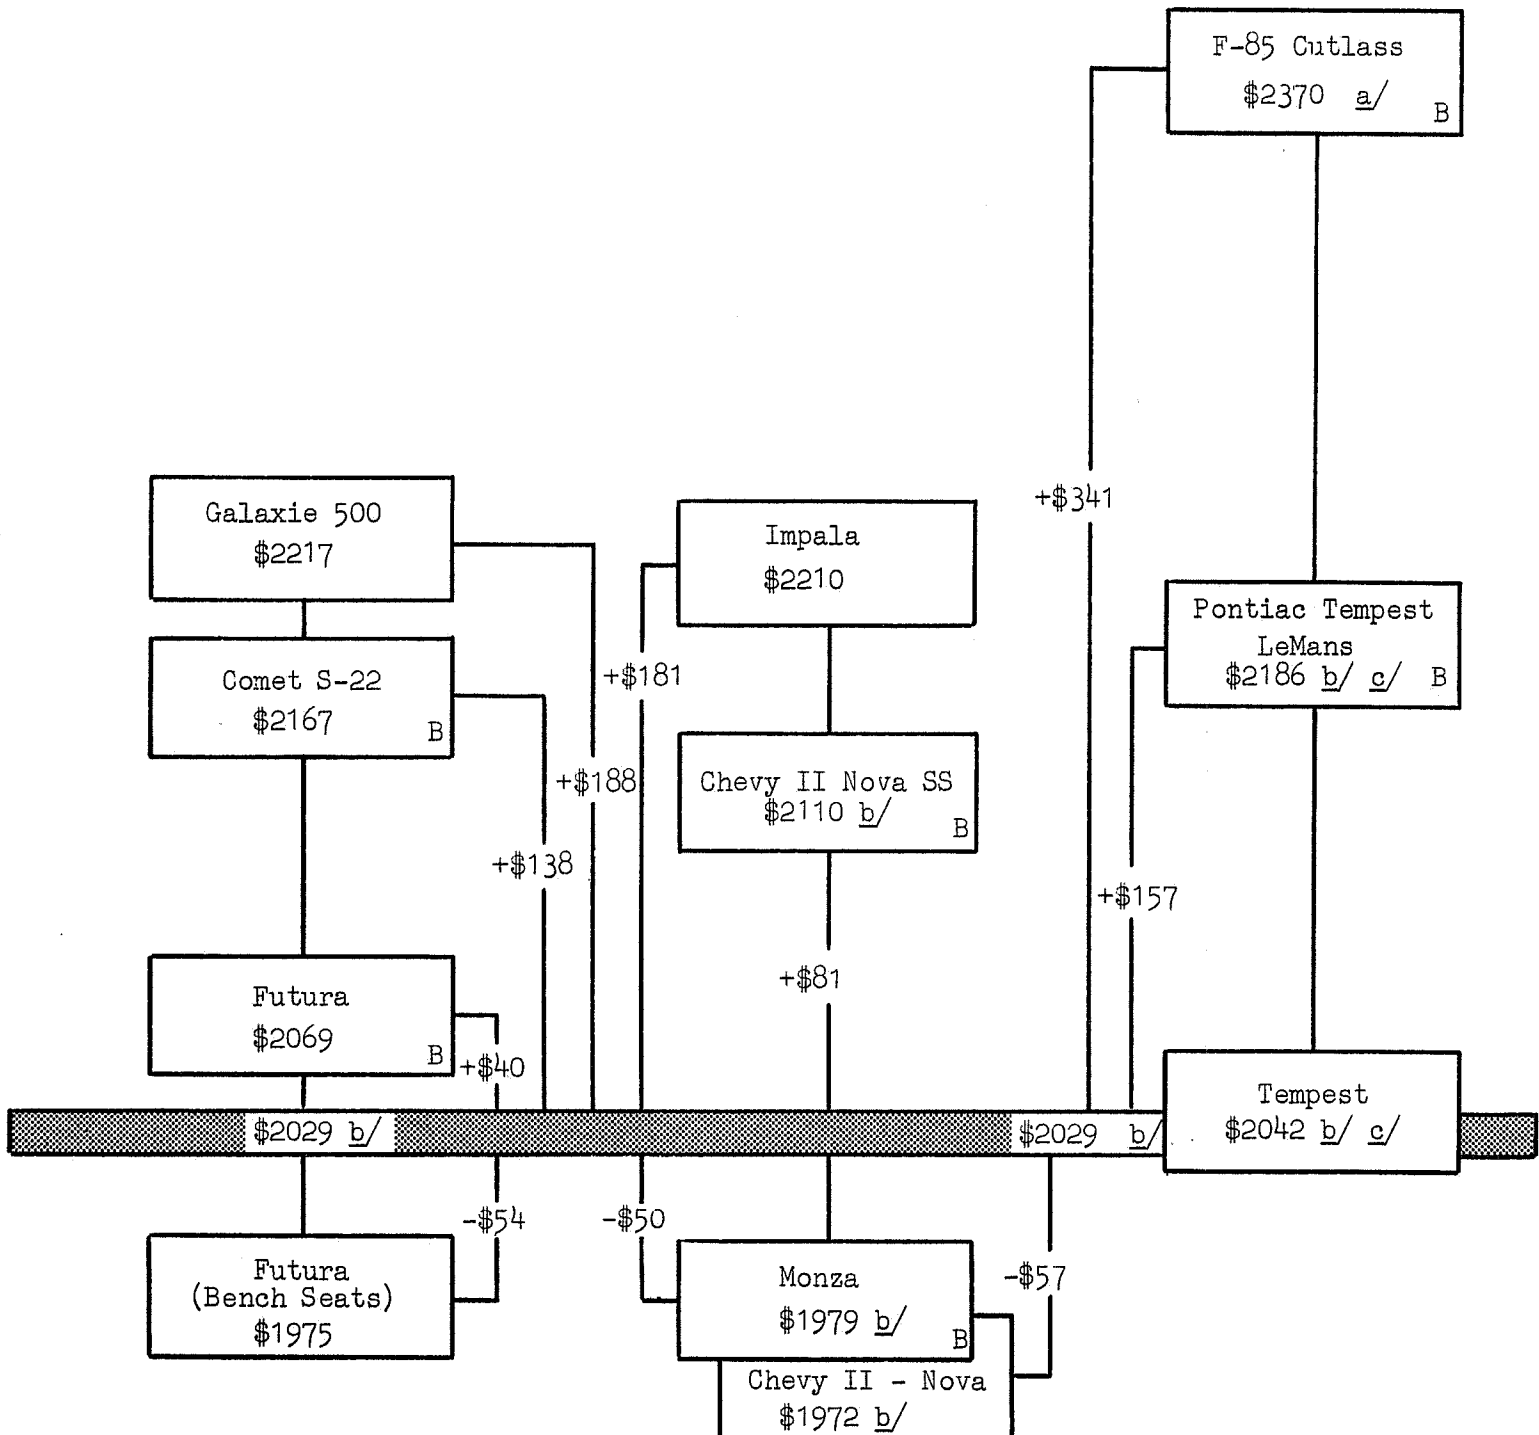 F-85 Cutlass
$2370 a/
B
Galaxie 500
$2217
Impala
$2210
+$341
Pontiac Tempest
LeMans
$2186 b/ c/ B
Comet S-22
$2167
B
+$181
+$188
Chevy II Nova SS
$2110 b/
B
+$138
+$157
+$81
Futura
$2069
B
+$40
$2029 b/
$2029 b/
Tempest
$2042 b/ c/
-$54
-$50
-$57
Futura
(Bench Seats)
$1975
Monza
$1979 b/
B
Chevy II - Nova
$1972 b/